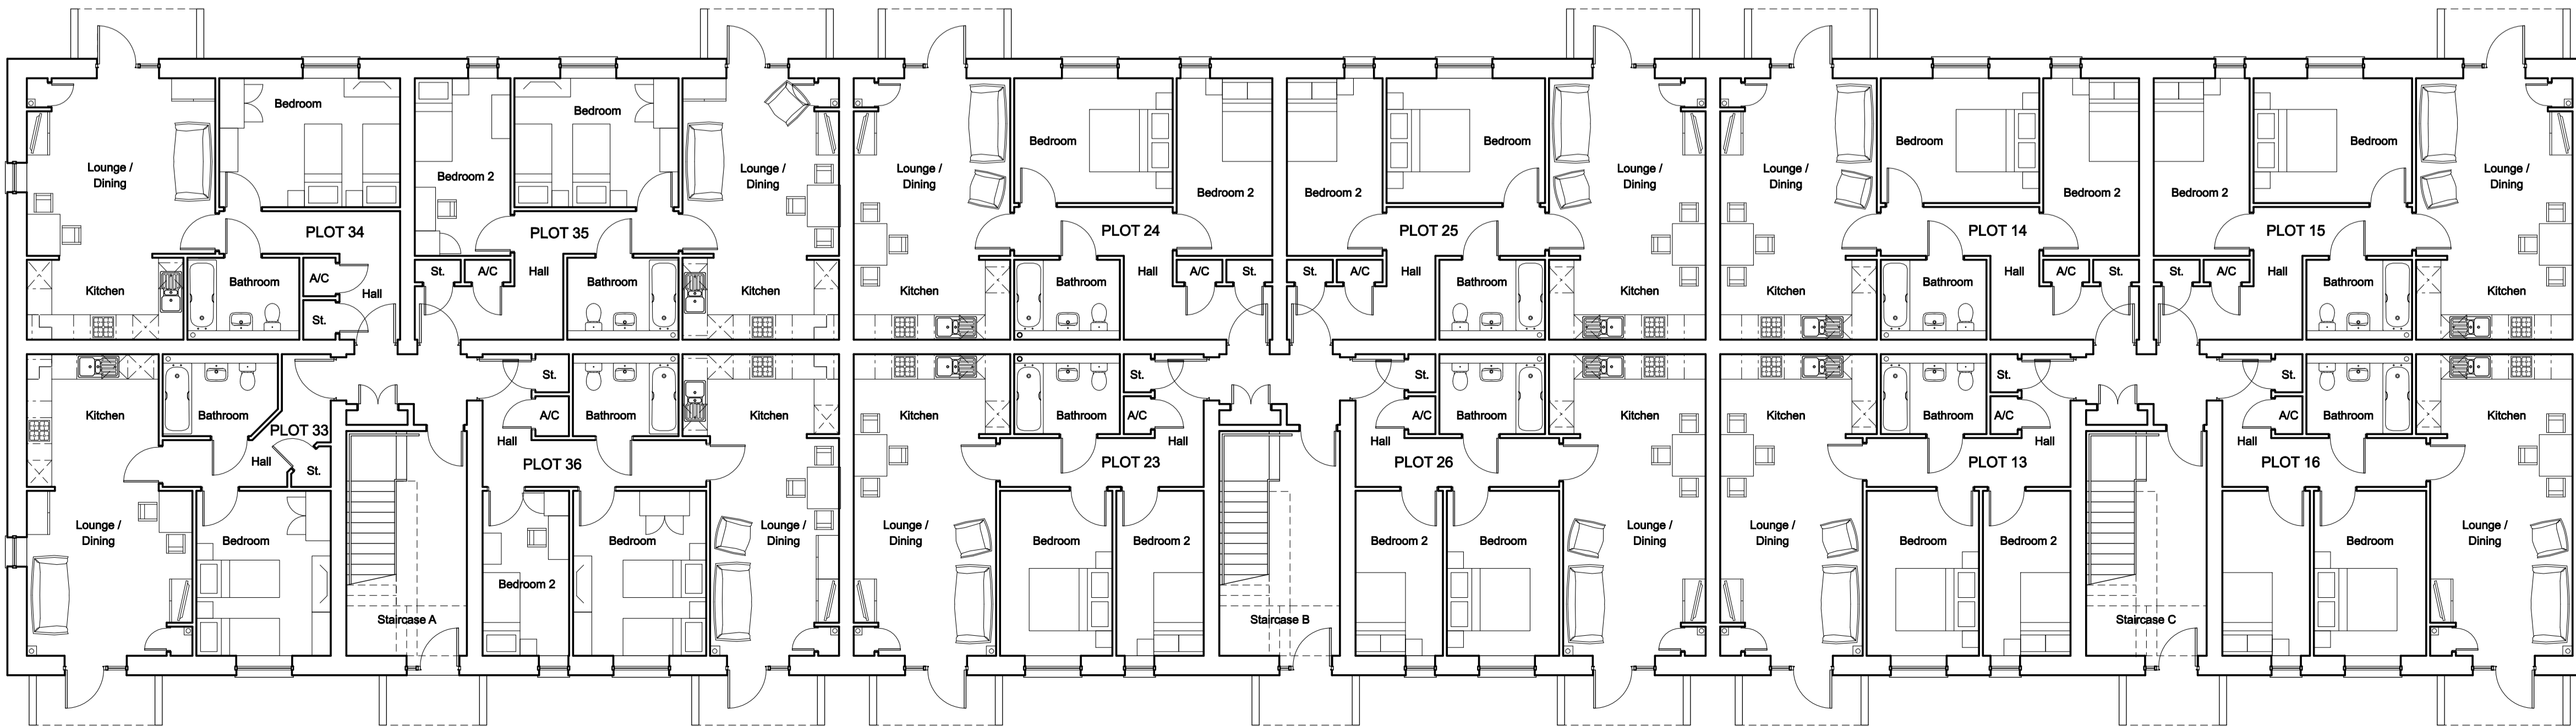 Bedroom
Lounge /
Dining
PLOT 34
Bathroom
A/C
Kitchen
Hall
St.
Bedroom
Bedroom 2
Lounge /
Dining
PLOT 35
St.
A/C
Hall
Bathroom
Kitchen
Lounge /
Dining
Bedroom
Bedroom 2
PLOT 24
Kitchen
Bathroom
Hall
A/C
St.
Bedroom 2
Bedroom
Lounge /
Dining
PLOT 25
St.
A/C
Hall
Bathroom
Kitchen
Lounge /
Dining
Bedroom
Bedroom 2
PLOT 14
Kitchen
Bathroom
Hall
A/C
St.
Bedroom 2
Bedroom
Lounge /
Dining
PLOT 15
St.
A/C
Hall
Bathroom
Kitchen
Kitchen
Bathroom
PLOT 33
Hall
St.
Lounge /
Dining
Bedroom
Staircase A
St.
A/C
Bathroom
Kitchen
Hall
PLOT 36
Bedroom 2
Bedroom
Lounge /
Dining
Kitchen
Bathroom
St.
A/C
Hall
PLOT 23
Lounge /
Dining
Bedroom
Bedroom 2
Staircase B
St.
A/C
Bathroom
Kitchen
Hall
PLOT 26
Bedroom 2
Bedroom
Lounge /
Dining
Kitchen
Bathroom
St.
A/C
Hall
PLOT 13
Lounge /
Dining
Bedroom
Bedroom 2
Staircase C
St.
A/C
Bathroom
Kitchen
Hall
PLOT 16
Bedroom 2
Bedroom
Lounge /
Dining